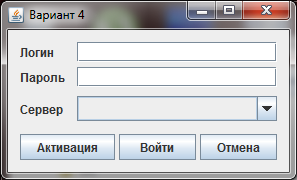 Вариант 4
Логин
Пароль
Сервер
Активация Войти Отмена